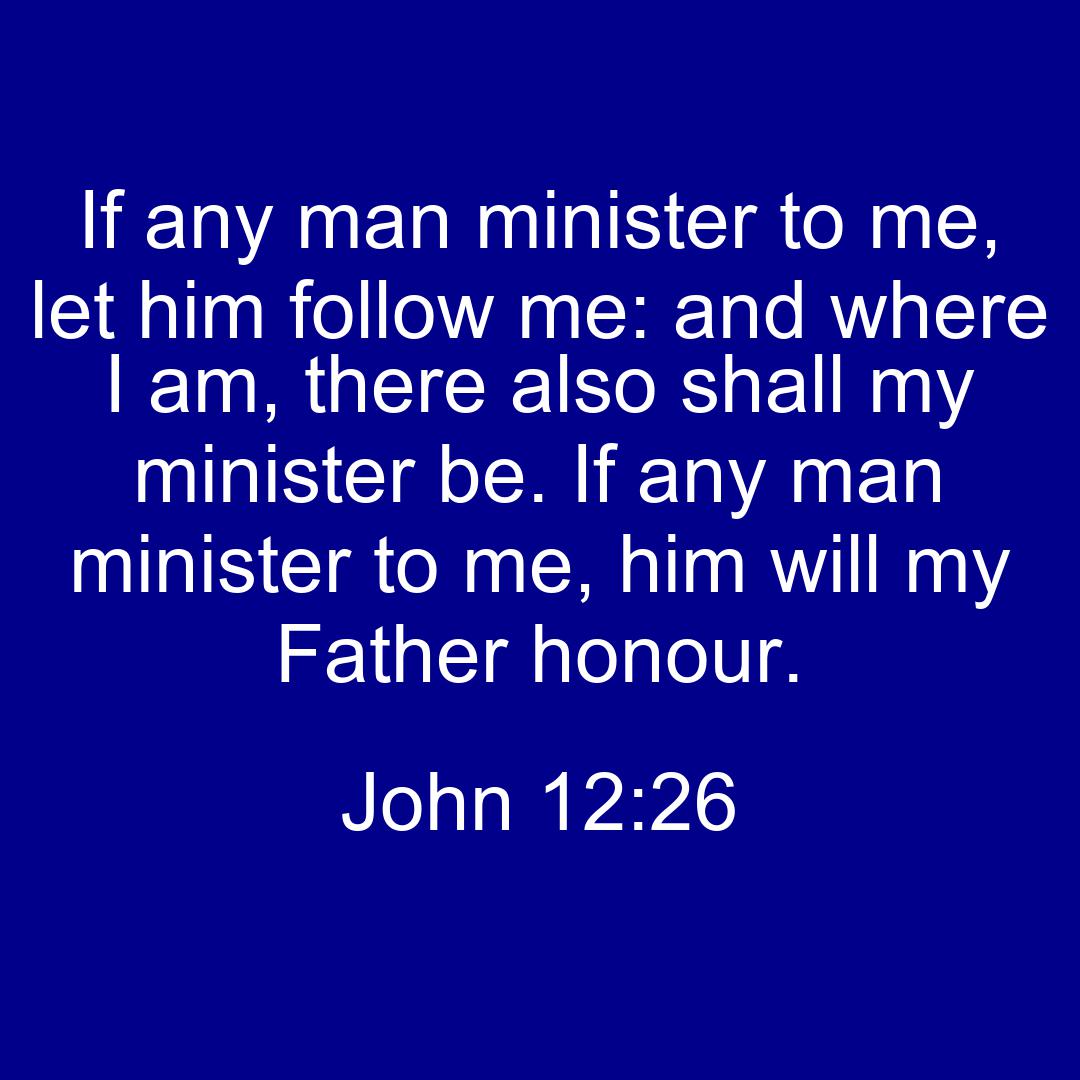 If any man minister to me,
let him follow me: and where
I am, there also shall my
minister be. If any man
minister to me, him will my
Father honour.
John 12:26